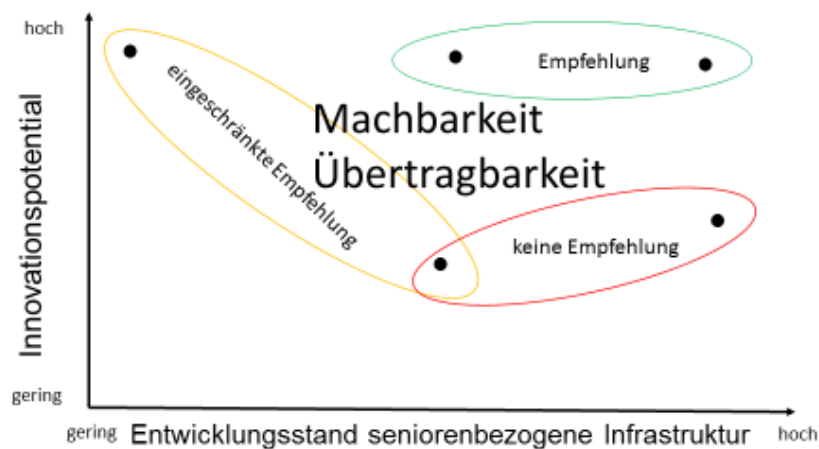 hoch
Empfehlung
eingeschränkte Empfehlung
Machbarkeit
Übertragbarkeit
keine Empfehlung
Innovationspotential
gering
gering Entwicklungsstand seniorenbezogene Infrastruktur hoch